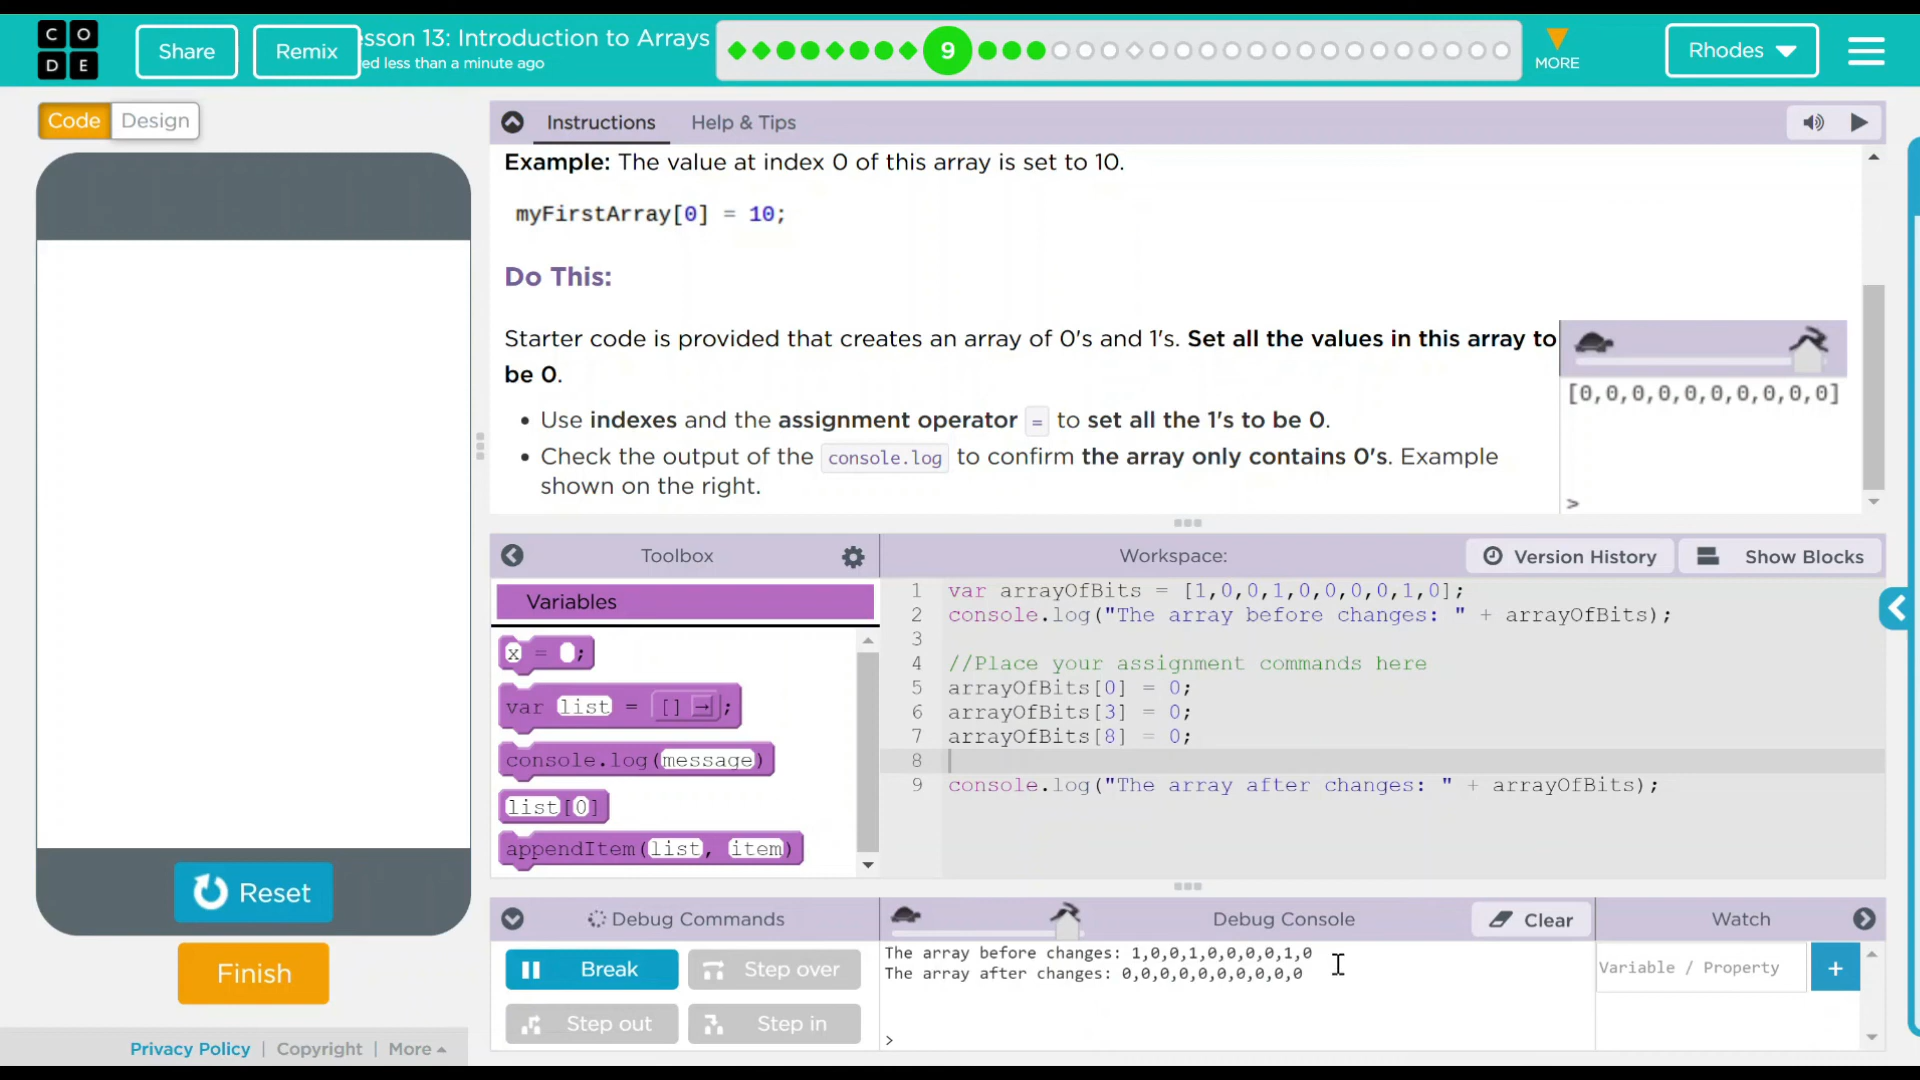 C O
D E
Share
Remix
sson 13: Introduction to Arrays
ed less than a minute ago
9
MORE
Rhodes
Code
Design
Instructions
Help & Tips
Example: The value at index 0 of this array is set to 10.
myFirstArray[0] = 10;
Do This:
Starter code is provided that creates an array of 0's and 1's. Set all the values in this array to
be 0.
• Use indexes and the assignment operator = to set all the 1's to be 0.
• Check the output of the console.log to confirm the array only contains 0's. Example
shown on the right.
[0,0,0,0,0,0,0,0,0,0]
>
Toolbox
Workspace:
Version History
Show Blocks
Variables
x = ;
var list = [] → ;
console.log(message)
list[0]
appendItem(list, item)
1 var arrayOfBits = [1,0,0,1,0,0,0,0,1,0];
2 console.log("The array before changes: " + arrayOfBits);
3
4 //Place your assignment commands here
5 arrayOfBits[0] = 0;
6 arrayOfBits[3] = 0;
7 arrayOfBits[8] = 0;
8
9 console.log("The array after changes: " + arrayOfBits);
Reset
Finish
Debug Commands
Break
Step over
Step out
Step in
Debug Console
Clear
Watch
The array before changes: 1,0,0,1,0,0,0,0,1,0
The array after changes: 0,0,0,0,0,0,0,0,0,0
>
Variable / Property
+
Privacy Policy | Copyright | More